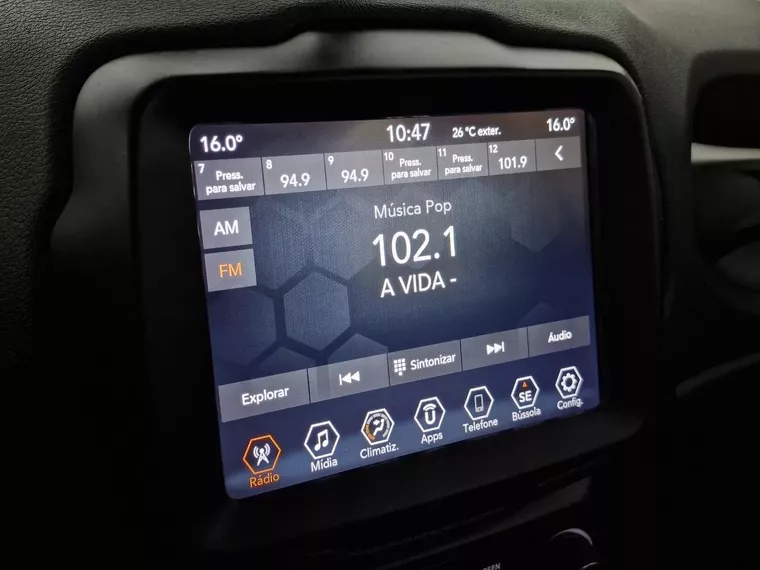 16.0° 10:47 26 °C exter. 16.0°
7 Press. para salvar 8 94.9 9 94.9 10 Press. para salvar 11 Press. para salvar 12 101.9
AM
Música Pop
102.1
FM
A VIDA -
Explorar Sintonizar Áudio
Rádio Mídia Climatiz. Apps Telefone SE Bússola Config.